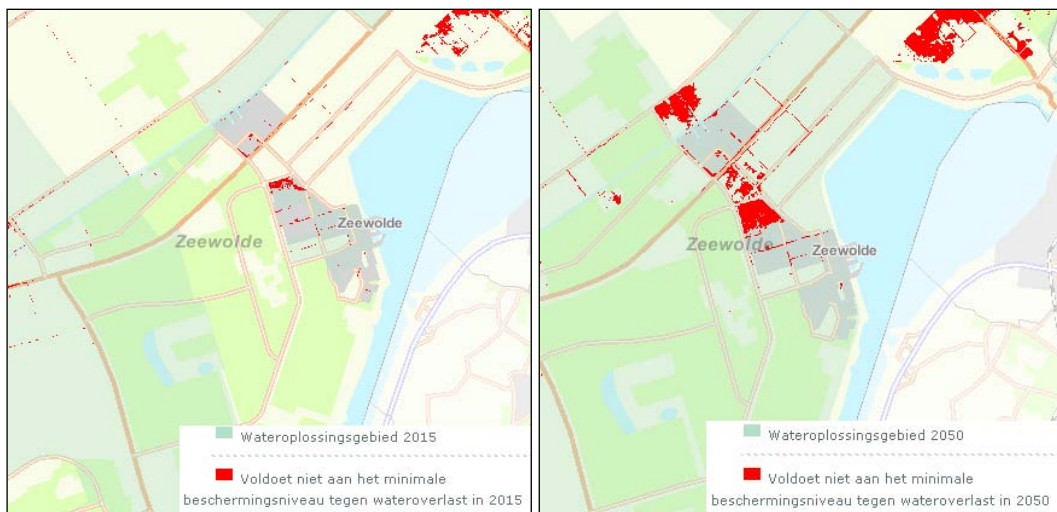 Zeewolde
Zeewolde
Wateroplossingsgebied 2015
Voldoet niet aan het minimale
beschermingsniveau tegen wateroverlast in 2015
Zeewolde
Zeewolde
Wateroplossingsgebied 2050
Voldoet niet aan het minimale
beschermingsniveau tegen wateroverlast in 2050